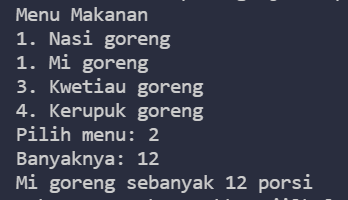 Menu Makanan
1. Nasi goreng
1. Mi goreng
3. Kwetiau goreng
4. Kerupuk goreng
Pilih menu: 2
Banyaknya: 12
Mi goreng sebanyak 12 porsi